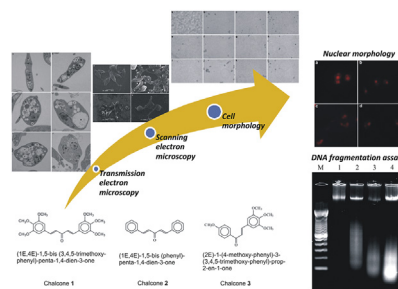 Nuclear morphology
Cell
morphology
Scanning
electron
microscopy
Transmission
electron
microscopy
DNA fragmentation assay
M 1 2 3 4
(1E,4E)-1,5-bis (3,4,5-trimethoxy-
phenyl)-penta-1,4-dien-3-one
Chalcone 1
(1E,4E)-1,5-bis (phenyl)-
penta-1,4-dien-3-one
Chalcone 2
(2E)-1-(4-methoxy-phenyl)-3-
(3,4,5-trimethoxy-phenyl)-prop-
2-en-1-one
Chalcone 3